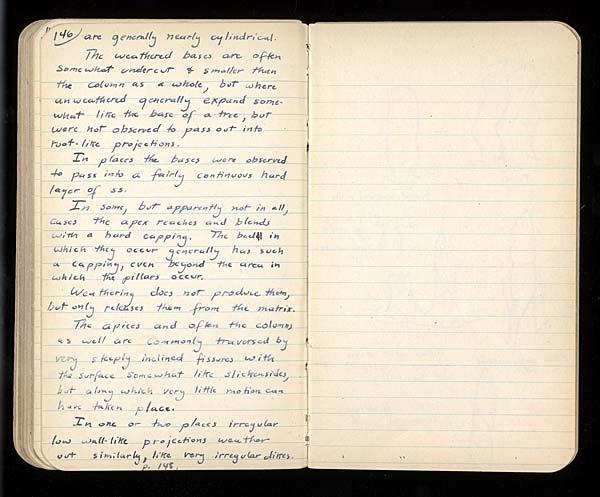 146 are generally nearly cylindrical.
The weathered bases are often
somewhat undercut & smaller than
the column as a whole, but where
unweathered generally expand some-
what like the base of a tree, but
were not observed to pass out into
root-like projections.
In places the bases were observed
to pass into a fairly continuous hard
layer of ss.
In some, but apparently not in all,
cases the apex reaches and blends
with a hard capping. The bed in
which they occur generally has such
a capping, even beyond the area in
which the pillars occur.
Weathering does not produce them,
but only releases them from the matrix.
The apices and often the columns
as well are commonly traversed by
very steeply inclined fissures with
the surface somewhat like slickensides,
but along which very little motion can
have taken place.
In one or two places irregular
low wall-like projections weather
out similarly, like very irregular dikes.
p. 148.